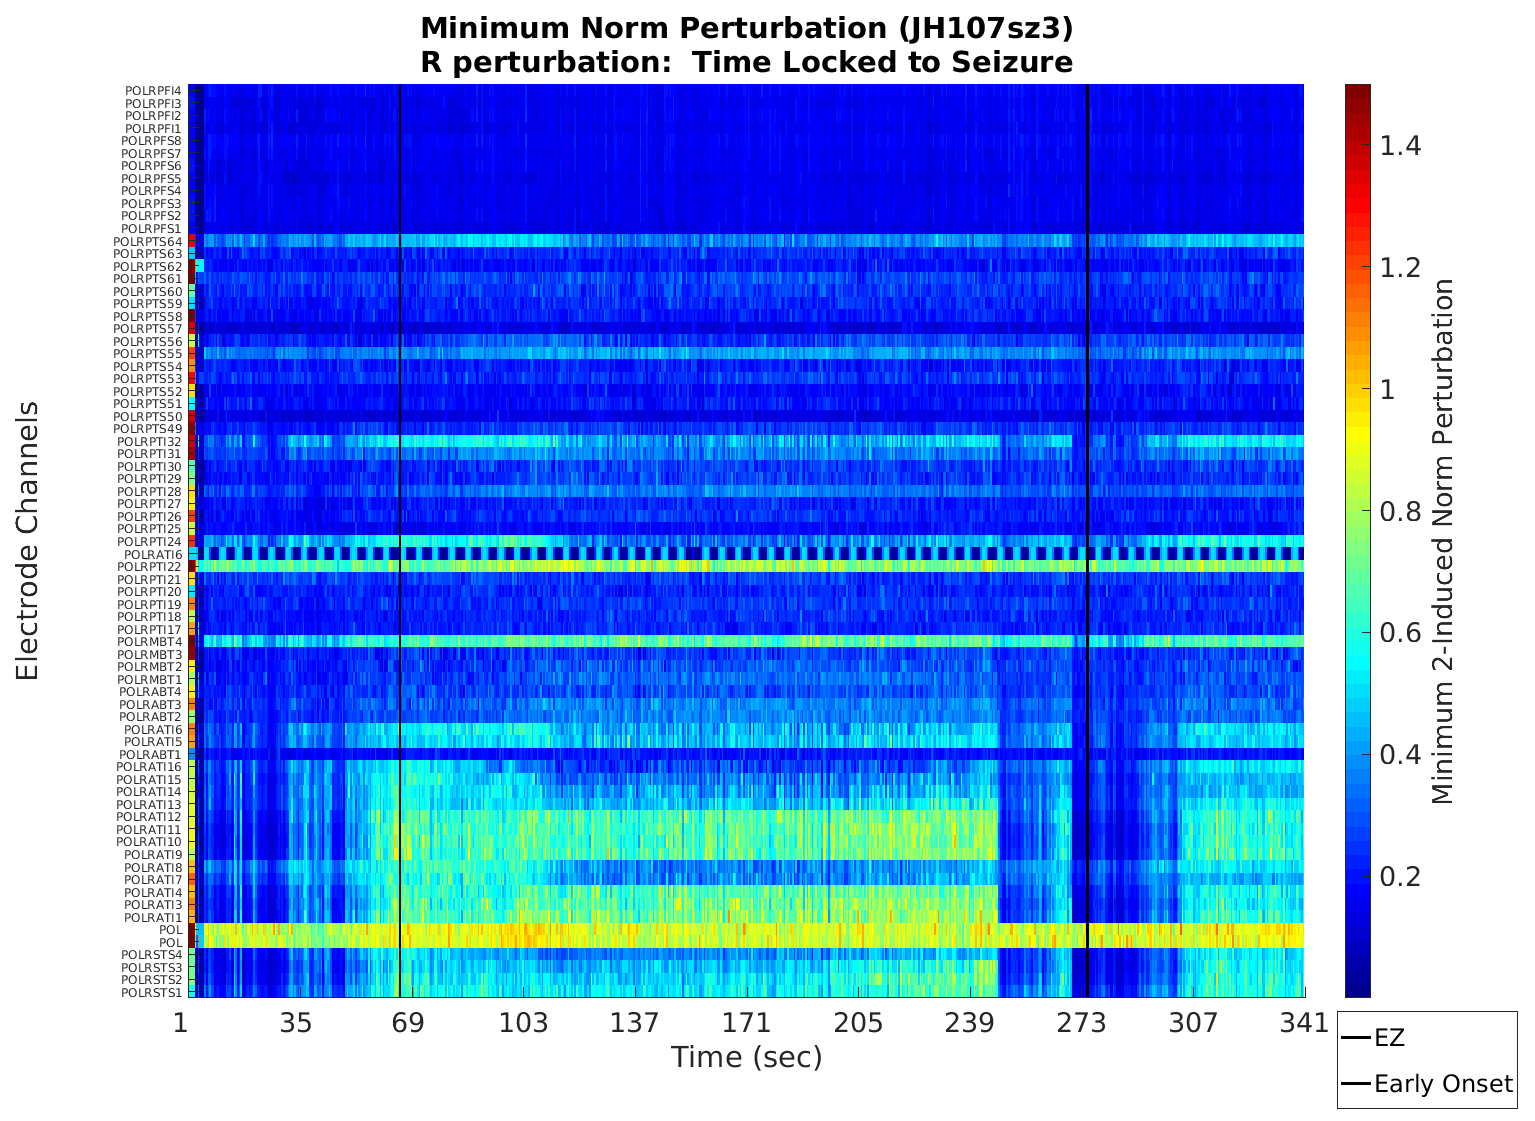 Minimum Norm Perturbation (JH107sz3)
R perturbation:  Time Locked to Seizure
Electrode Channels
POLRPFI4
POLRPFI3
POLRPFI2
POLRPFI1
POLRPFS8
POLRPFS7
POLRPFS6
POLRPFS5
POLRPFS4
POLRPFS3
POLRPFS2
POLRPFS1
POLRPTS64
POLRPTS63
POLRPTS62
POLRPTS61
POLRPTS60
POLRPTS59
POLRPTS58
POLRPTS57
POLRPTS56
POLRPTS55
POLRPTS54
POLRPTS53
POLRPTS52
POLRPTS51
POLRPTS50
POLRPTS49
POLRPTI32
POLRPTI31
POLRPTI30
POLRPTI29
POLRPTI28
POLRPTI27
POLRPTI26
POLRPTI25
POLRPTI24
POLRATI6
POLRPTI22
POLRPTI21
POLRPTI20
POLRPTI19
POLRPTI18
POLRPTI17
POLRMBT4
POLRMBT3
POLRMBT2
POLRMBT1
POLRABT4
POLRABT3
POLRABT2
POLRATI6
POLRATI5
POLRABT1
POLRATI16
POLRATI15
POLRATI14
POLRATI13
POLRATI12
POLRATI11
POLRATI10
POLRATI9
POLRATI8
POLRATI7
POLRATI4
POLRATI3
POLRATI1
POL
POL
POLRSTS4
POLRSTS3
POLRSTS2
POLRSTS1
1 35 69 103 137 171 205 239 273 307 341
Time (sec)
1.4
1.2
1
0.8
0.6
0.4
0.2
Minimum 2-Induced Norm Perturbation
EZ
Early Onset